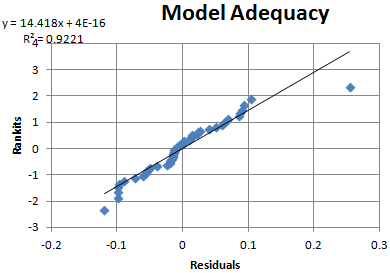 Model Adequacy
y = 14.418x + 4E-16
R² = 0.9221
4
3
2
1
0
-1
-2
-3
Rankits
-0.2 -0.1 0 0.1 0.2 0.3
Residuals